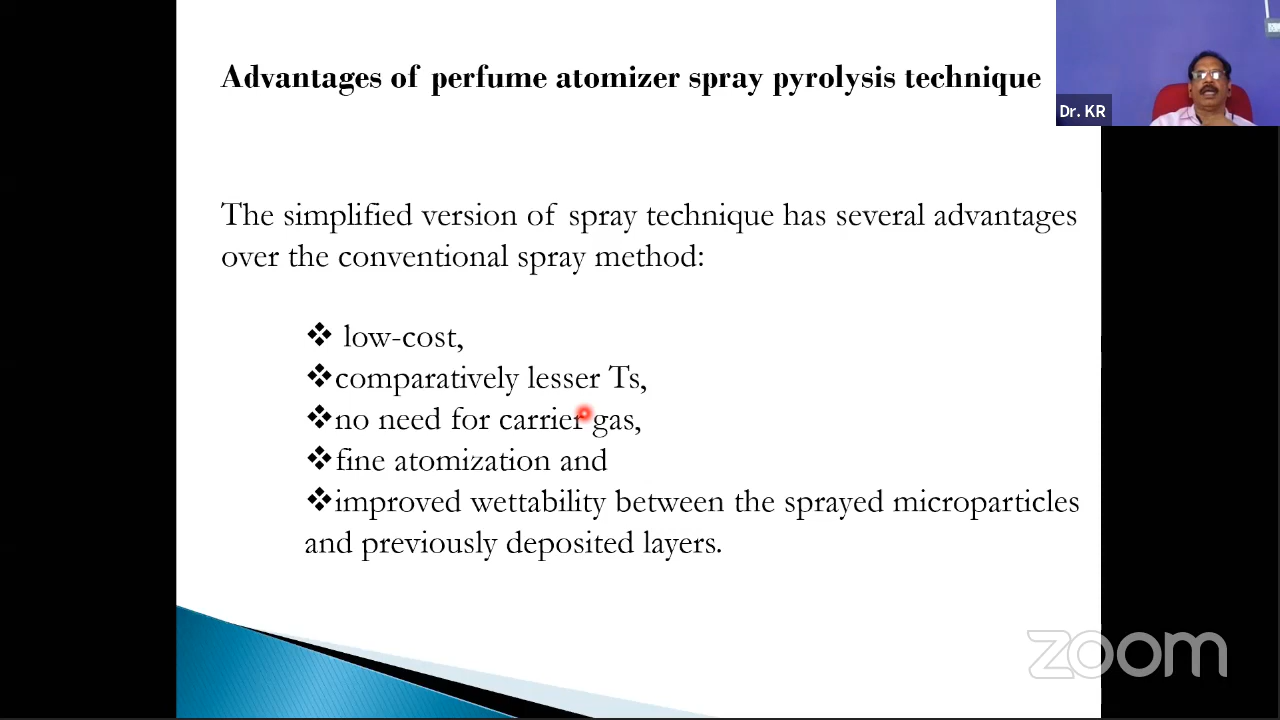 Advantages of perfume atomizer spray pyrolysis technique
Dr. KR
The simplified version of spray technique has several advantages
over the conventional spray method:
❖ low-cost,
❖comparatively lesser Ts,
❖no need for carrier gas,
❖fine atomization and
❖improved wettability between the sprayed microparticles
and previously deposited layers.
zoom